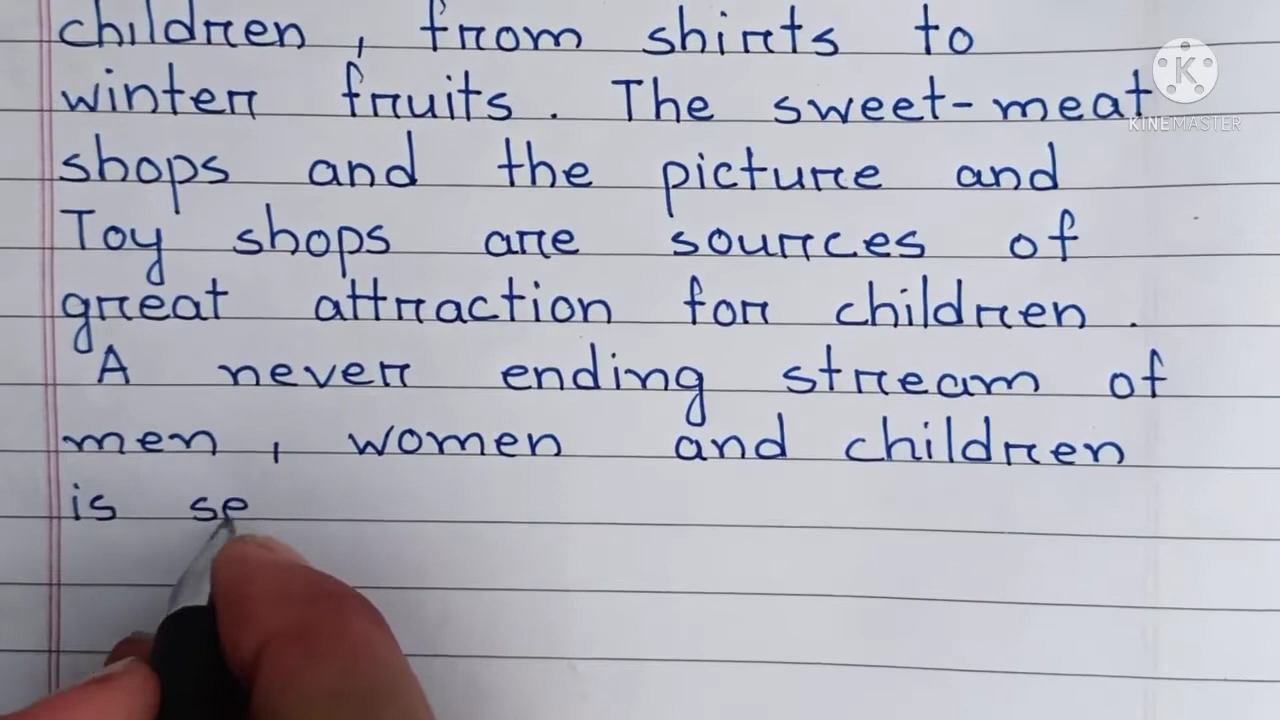 children, from shirts to
winter fruits. The sweet-meat
shops and the picture and
Toy shops are sources of
great attraction for children.
A never ending stream of
men, women and children
is se
K
KINEMASTER